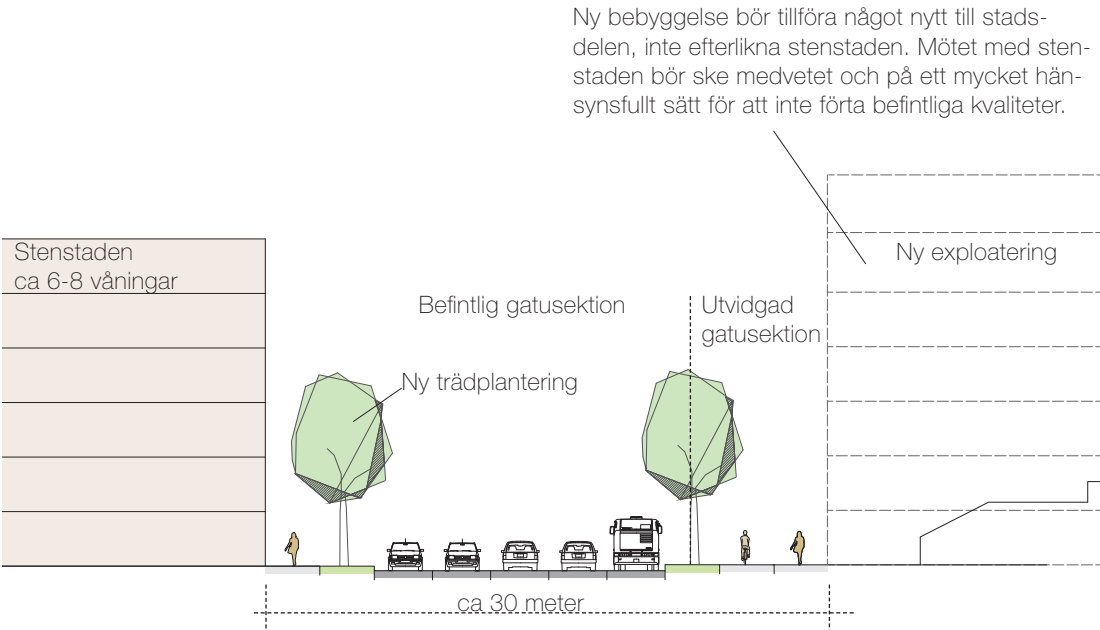 Ny bebyggelse bör tillföra något nytt till stads-
delen, inte efterlikna stenstaden. Mötet med sten-
staden bör ske medvetet och på ett mycket hän-
synsfullt sätt för att inte förta befintliga kvaliteter.
Stenstaden
ca 6-8 våningar
Ny exploatering
Befintlig gatusektion
Utvidgad
gatusektion
Ny trädplantering
ca 30 meter